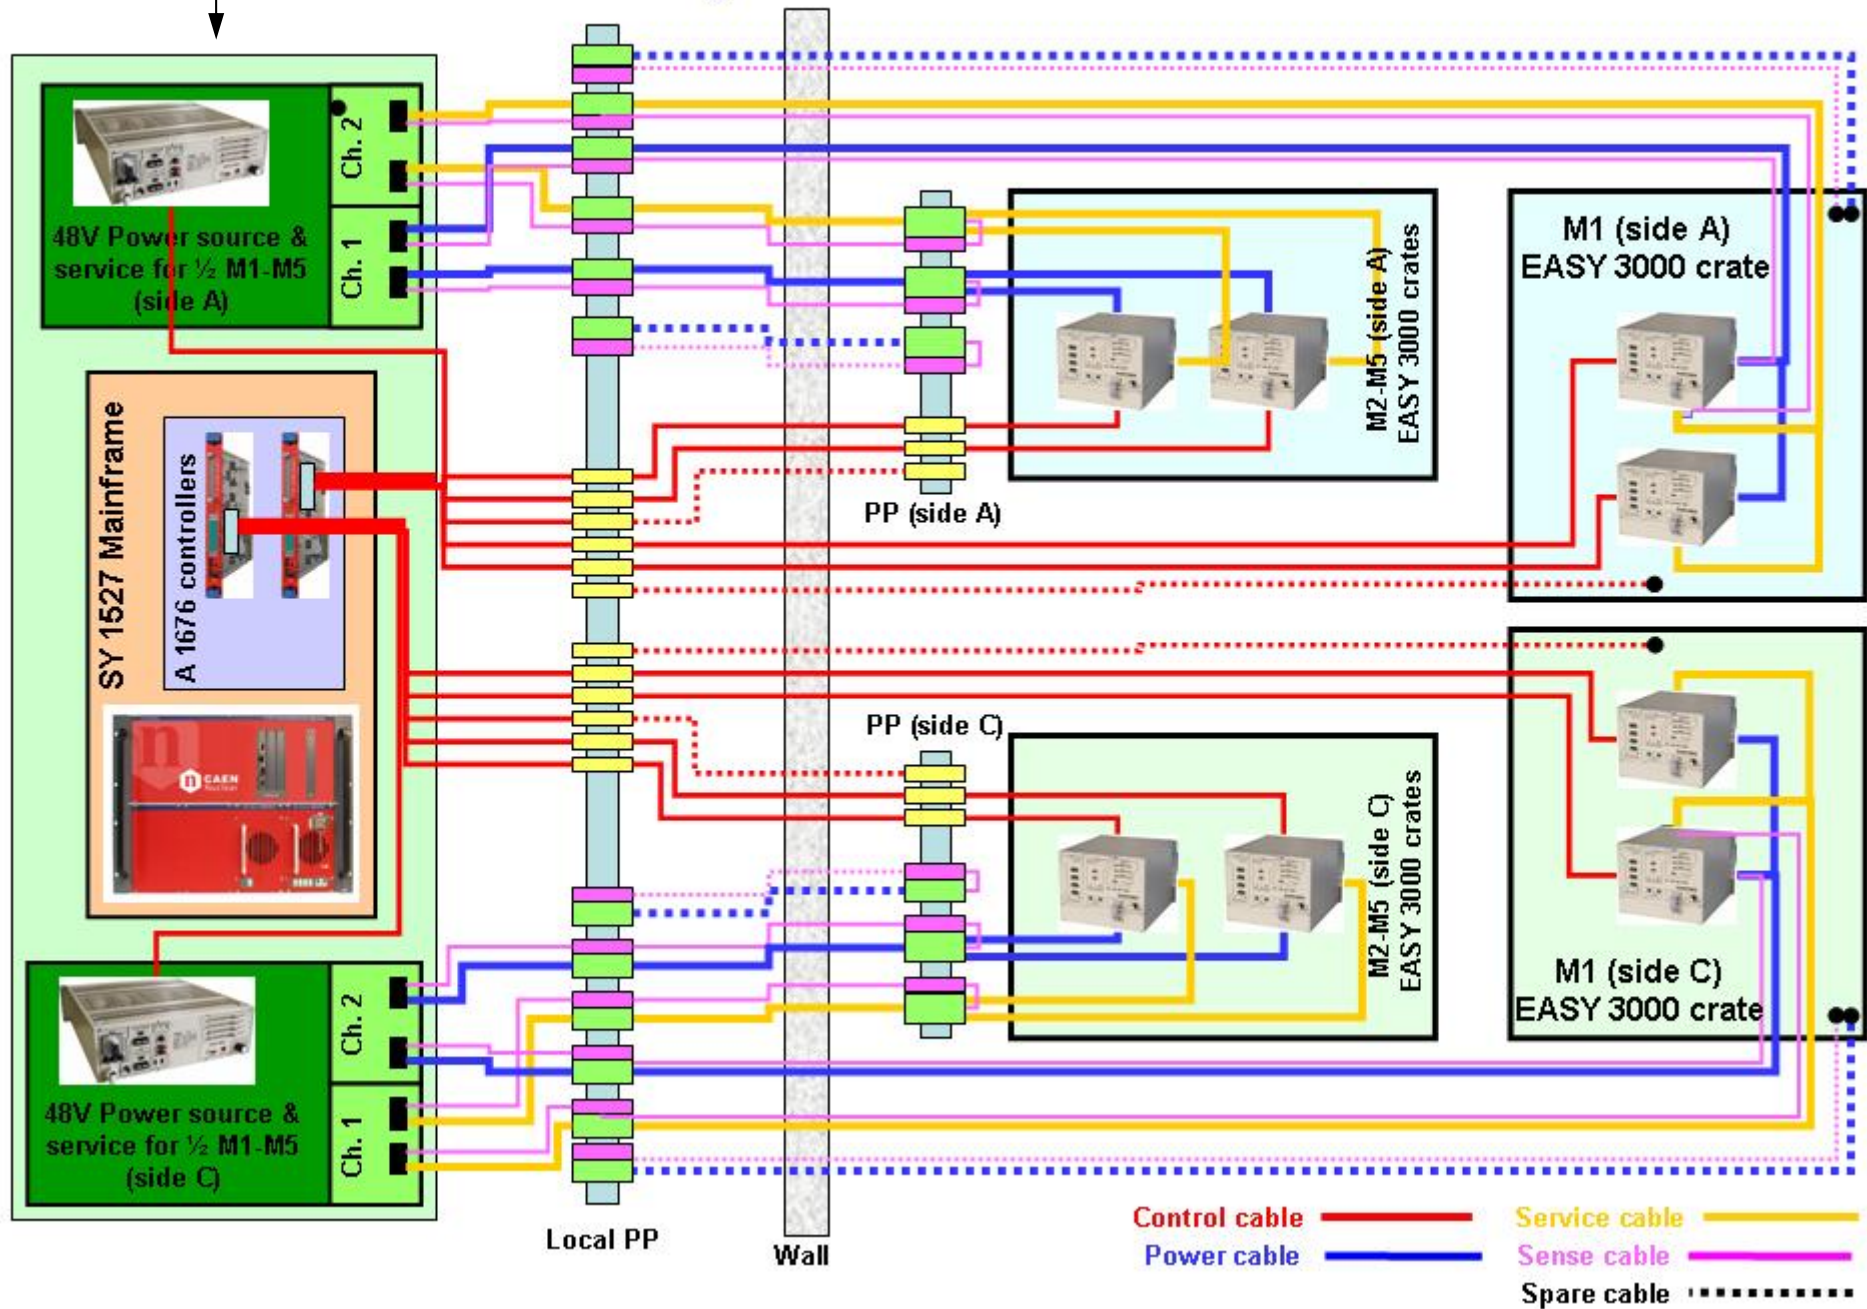 Ch. 2
48V Power source &
service for ½ M1-M5
(side A)
Ch. 1
M2-M5 (side A)
EASY 3000 crates
M1 (side A)
EASY 3000 crate
SY 1527 Mainframe
A 1676 controllers
PP (side A)
n
CAEN
PP (side C)
M2-M5 (side C)
EASY 3000 crates
M1 (side C)
EASY 3000 crate
Ch. 2
48V Power source &
service for ½ M1-M5
(side C)
Ch. 1
Local PP
Wall
Control cable
Service cable
Power cable
Sense cable
Spare cable